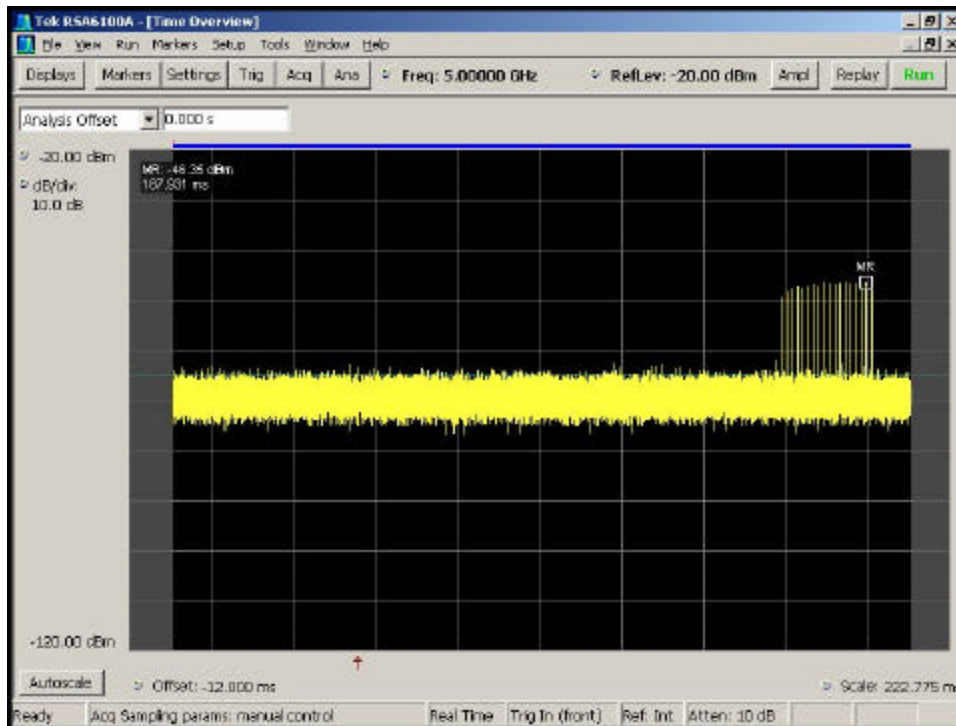 Tek RSA6100A - [Time Overview]
File View Run Markers Setup Tools Window Help
Displays Markers Settings Trig Acq Ana Freq: 5.00000 GHz RefLev: -20.00 dBm Ampl Replay Run
Analysis Offset 0.000 s
-20.00 dBm
dB/div:
10.0 dB
MR: -46.35 dBm
187.931 ms
MR
-120.00 dBm
Autoscale Offset: -12.000 ms Scale: 222.775 m
Ready Acq Sampling params: manual control Real Time Trig In (front) Ref: Int Atten: 10 dB